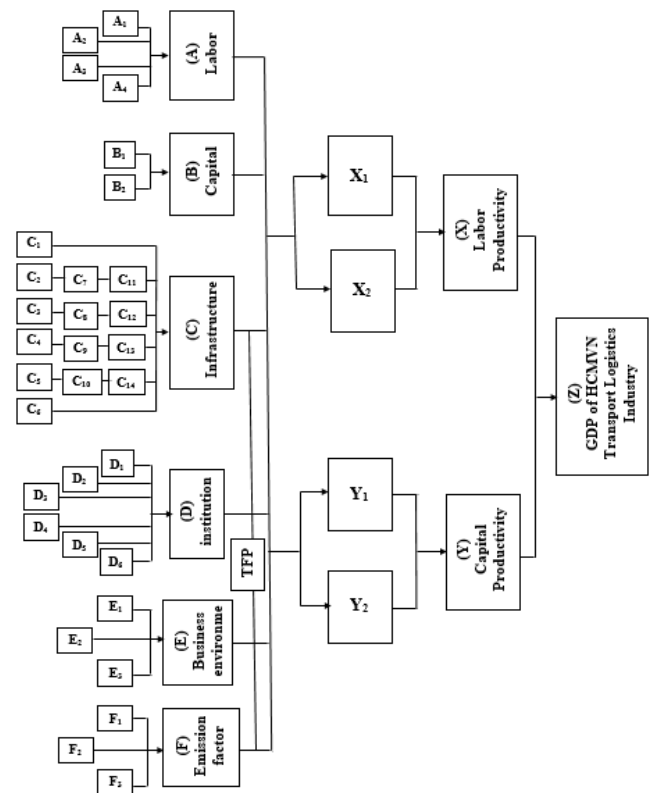 A₁
A₂
A₃
A₄
(A)
Labor
B₁
B₂
(B)
Capital
C₁
C₂
C₇
C₁₁
C₃
C₈
C₁₂
C₄
C₉
C₁₃
C₅
C₁₀
C₁₄
C₆
(C)
Infrastructure
D₁
D₂
D₃
D₄
D₅
D₆
(D)
institution
TFP
E₁
E₂
E₃
(E)
Business
environme
F₁
F₂
F₃
(F)
Emission
factor
X₁
X₂
(X)
Labor
Productivity
Y₁
Y₂
(Y)
Capital
Productivity
(Z)
GDP of HCMVN
Transport Logistics
Industry